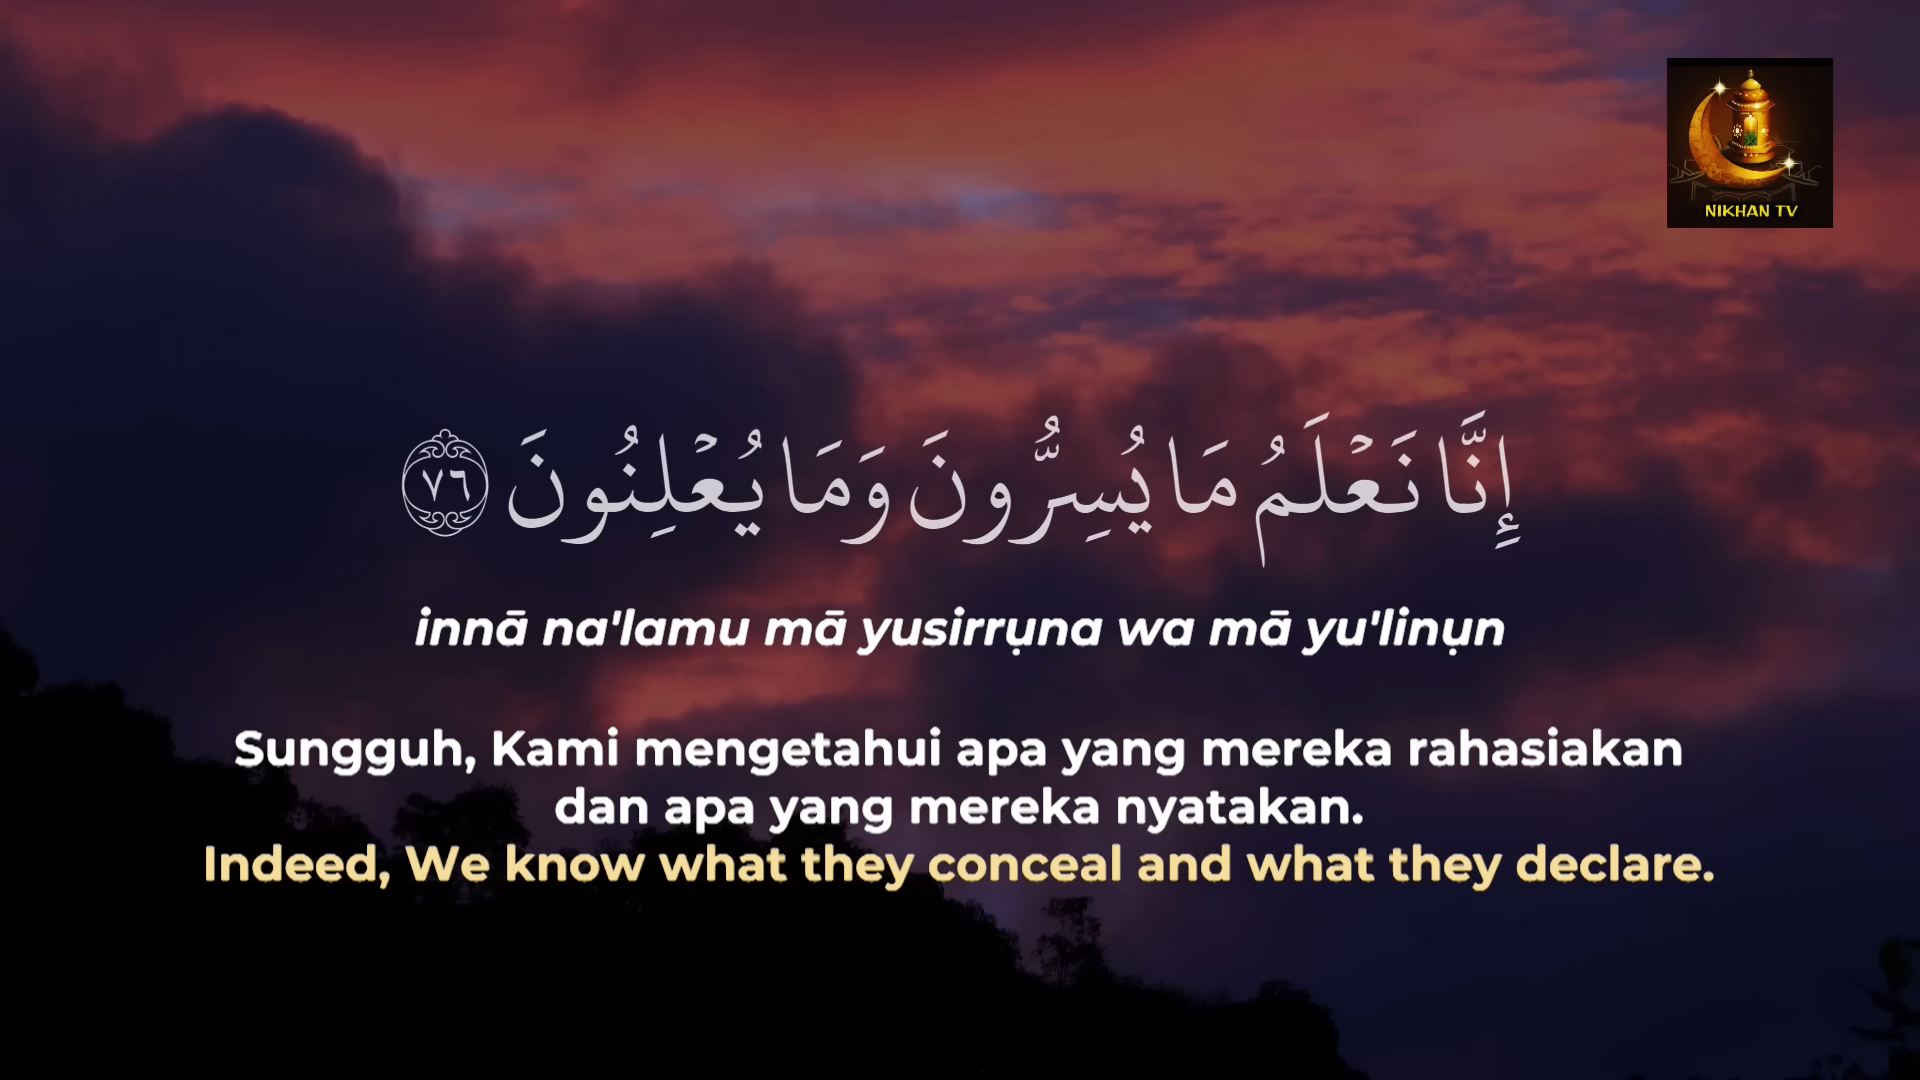 NIKHAN TV
إِنَّا نَعۡلَمُ مَا يُسِرُّونَ وَمَا يُعۡلِنُونَ ٧٦
innā na'lamu mā yusirrụna wa mā yu'linụn
Sungguh, Kami mengetahui apa yang mereka rahasiakan
dan apa yang mereka nyatakan.
Indeed, We know what they conceal and what they declare.